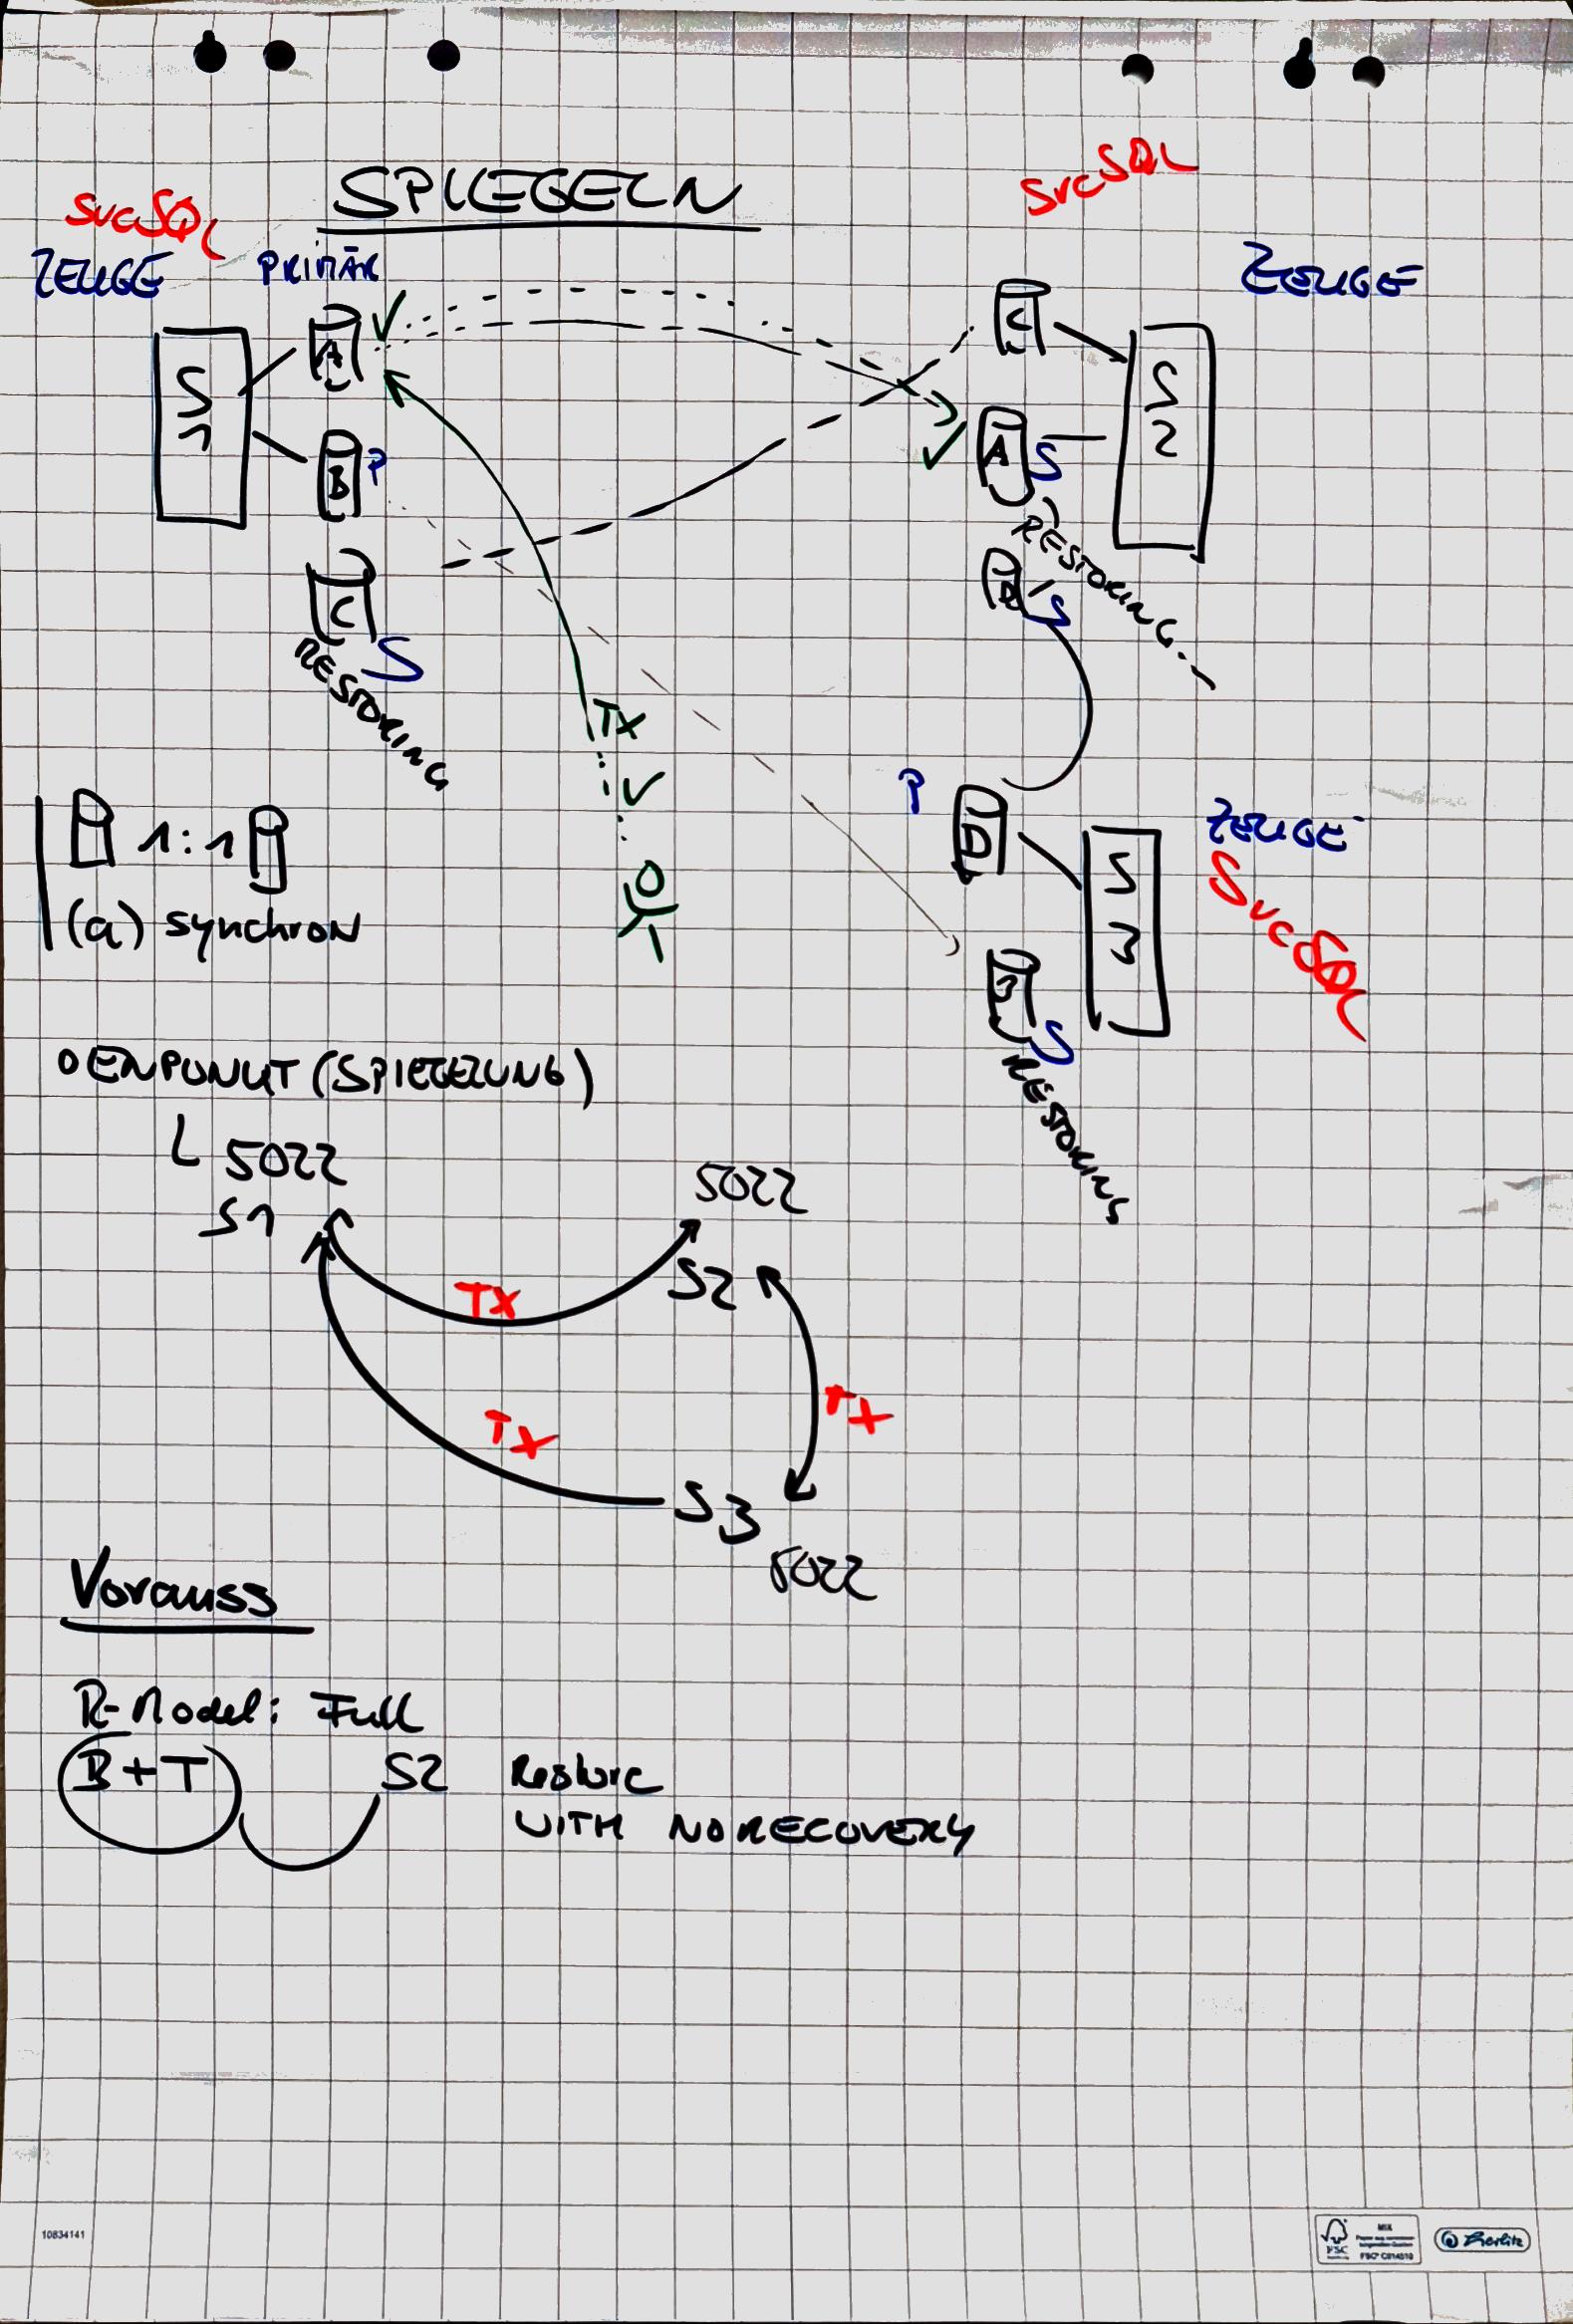 SPIEGELN
SvcSQL
SvcSQL
ZEUGE
PRIMÄR
ZEUGE
A
C
S1
S2
B
P
A
S
RESTORING...
C
S
RESTORING
D
S
TX
P
D
S3
ZEUGE
SvcSQL
1:1
(a) synchron
B
S
RESTORING
ENDPUNKT (SPIEGELUNG)
5022
S1
5022
S2
TX
TX
TX
S3
5022
Vorauss
R-Model: Full
B+T
S2
Restore
WITH NORECOVERY
10834141
FSC
MIX
FSC® C014010
Herlitz